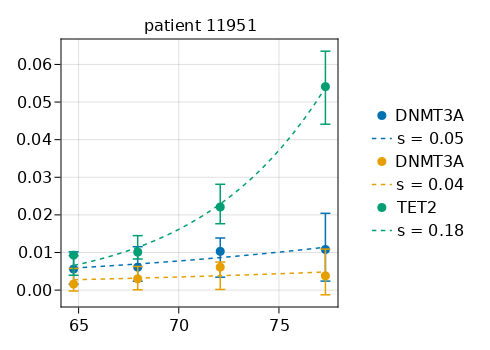 patient 11951
0.06
0.05
0.04
0.03
0.02
0.01
0.00
65 70 75
DNMT3A
s = 0.05
DNMT3A
s = 0.04
TET2
s = 0.18